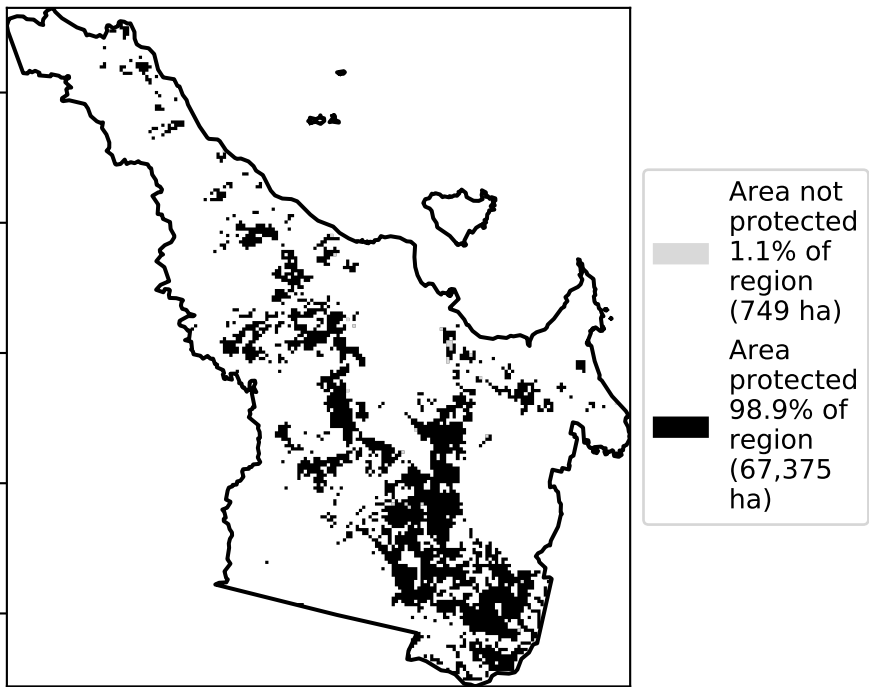 Area not
protected
1.1% of
region
(749 ha)
Area
protected
98.9% of
region
(67,375
ha)